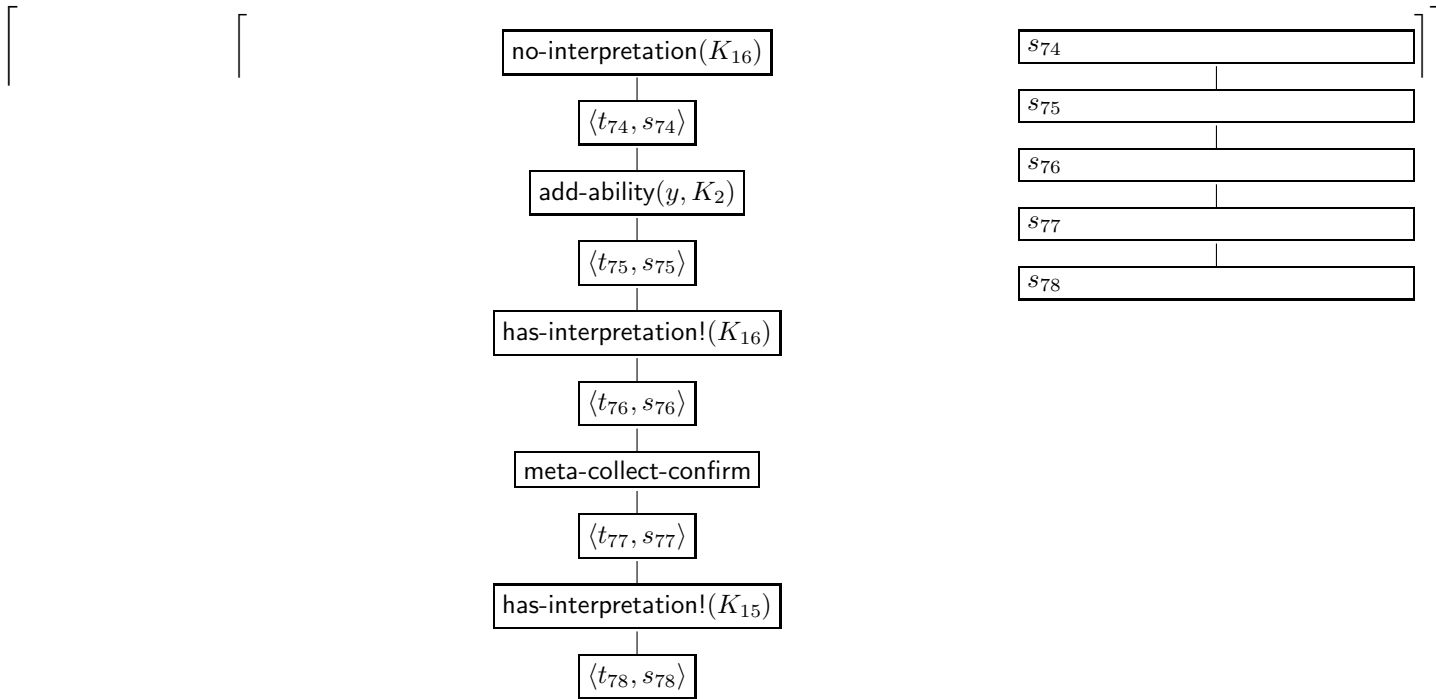 no-interpretation(K₁₆)
⟨t₇₄, s₇₄⟩
add-ability(y, K₂)
⟨t₇₅, s₇₅⟩
has-interpretation!(K₁₆)
⟨t₇₆, s₇₆⟩
meta-collect-confirm
⟨t₇₇, s₇₇⟩
has-interpretation!(K₁₅)
⟨t₇₈, s₇₈⟩
s₇₄
s₇₅
s₇₆
s₇₇
s₇₈